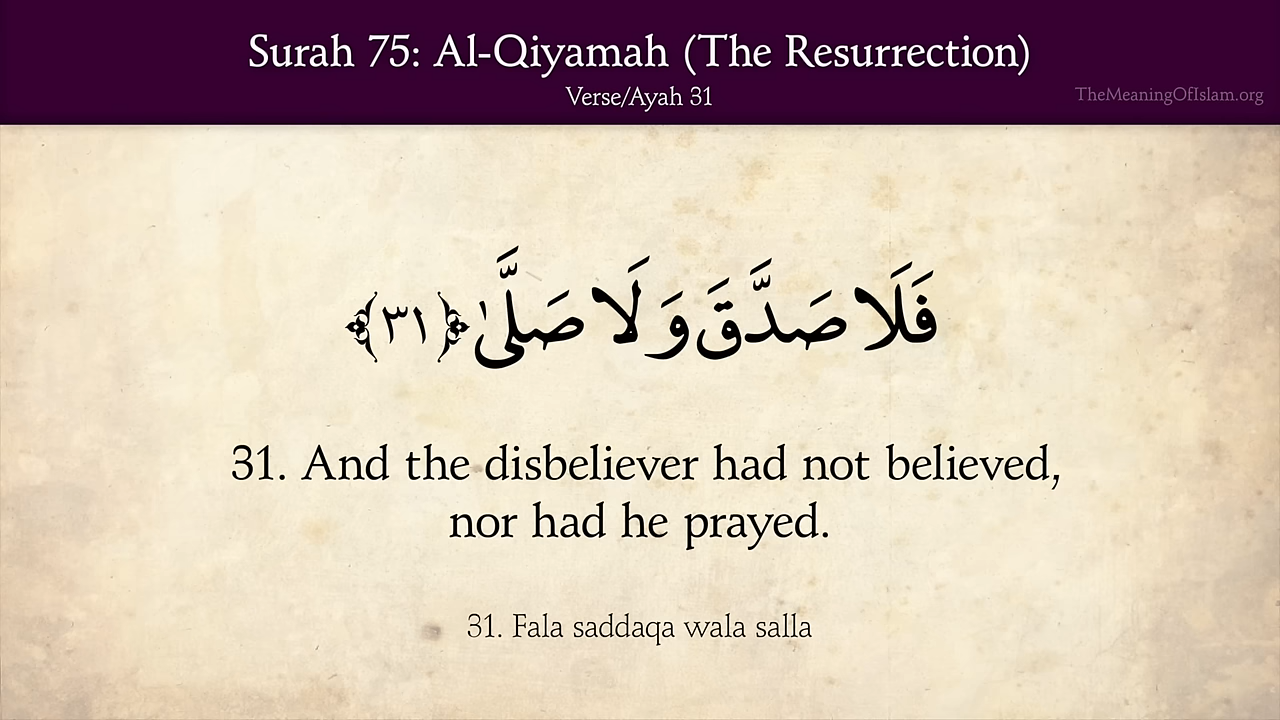 Surah 75: Al-Qiyamah (The Resurrection)
Verse/Ayah 31
TheMeaningOfIslam.org
فَلَا صَدَّقَ وَلَا صَلَّىٰ ﴿٣١﴾
31. And the disbeliever had not believed,
nor had he prayed.
31. Fala saddaqa wala salla